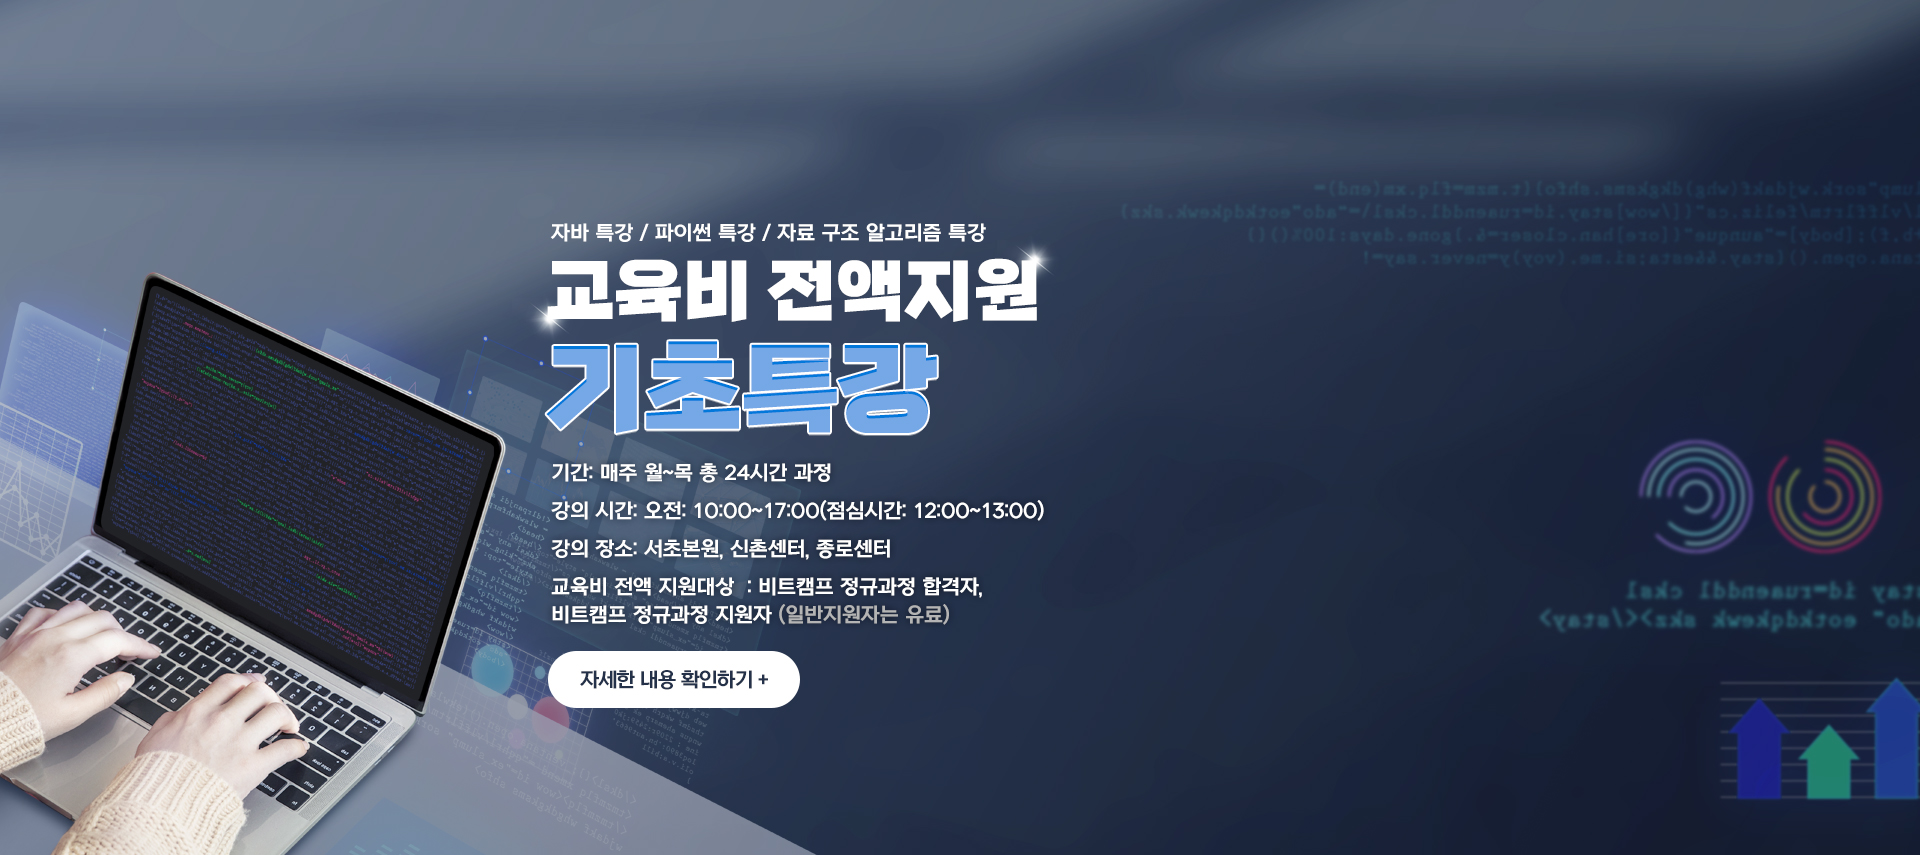 자바 특강 / 파이썬 특강 / 자료 구조 알고리즘 특강
교육비 전액지원
기초특강
기간: 매주 월~목 총 24시간 과정
강의 시간: 오전: 10:00~17:00(점심시간: 12:00~13:00)
강의 장소: 서초본원, 신촌센터, 종로센터
교육비 전액 지원대상 : 비트캠프 정규과정 합격자,
비트캠프 정규과정 지원자 (일반지원자는 유료)
자세한 내용 확인하기 +